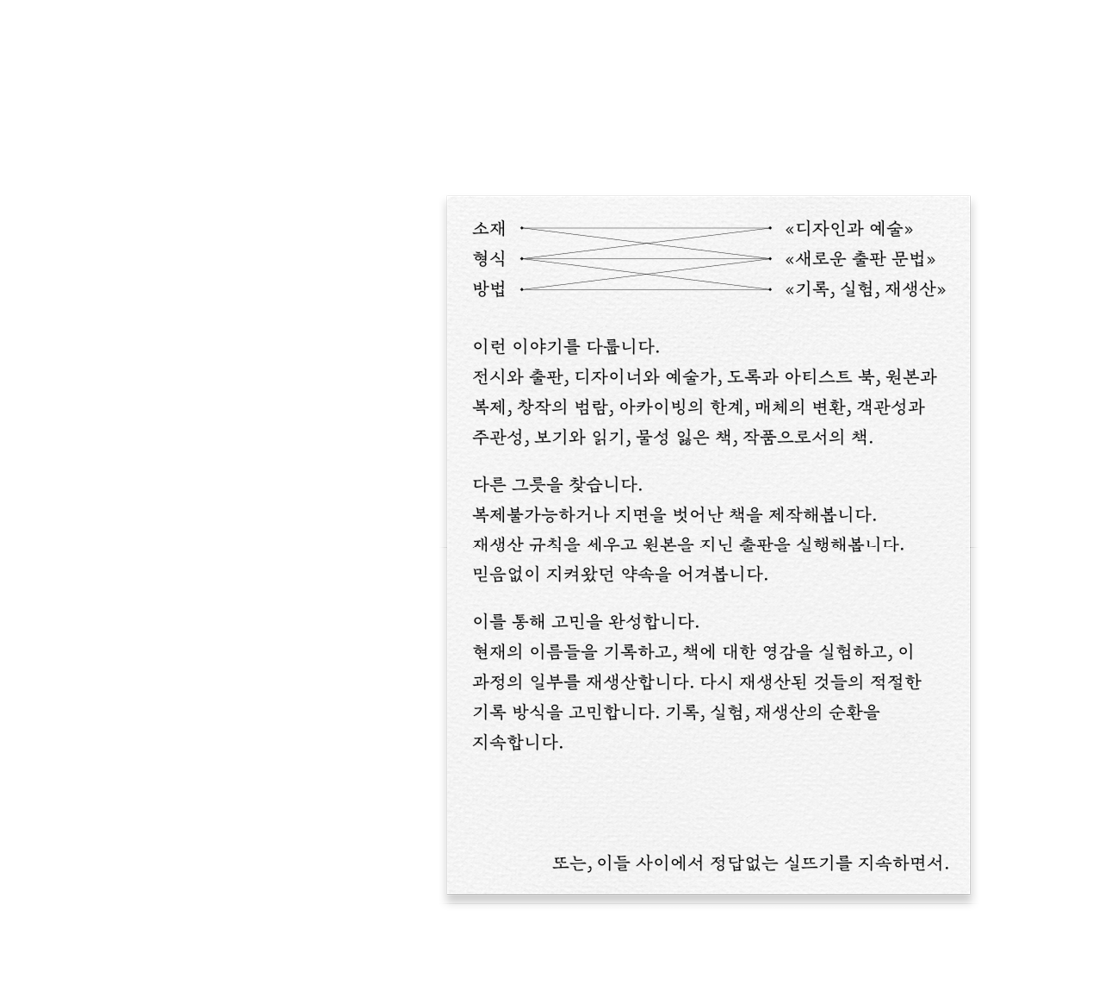 소재 «디자인과 예술»
형식 «새로운 출판 문법»
방법 «기록, 실험, 재생산»
이런 이야기를 다룹니다.
전시와 출판, 디자이너와 예술가, 도록과 아티스트 북, 원본과
복제, 창작의 범람, 아카이빙의 한계, 매체의 변환, 객관성과
주관성, 보기와 읽기, 물성 잃은 책, 작품으로서의 책.
다른 그릇을 찾습니다.
복제불가능하거나 지면을 벗어난 책을 제작해봅니다.
재생산 규칙을 세우고 원본을 지닌 출판을 실행해봅니다.
믿음없이 지켜왔던 약속을 어겨봅니다.
이를 통해 고민을 완성합니다.
현재의 이름들을 기록하고, 책에 대한 영감을 실험하고, 이
과정의 일부를 재생산합니다. 다시 재생산된 것들의 적절한
기록 방식을 고민합니다. 기록, 실험, 재생산의 순환을
지속합니다.
또는, 이들 사이에서 정답없는 실뜨기를 지속하면서.